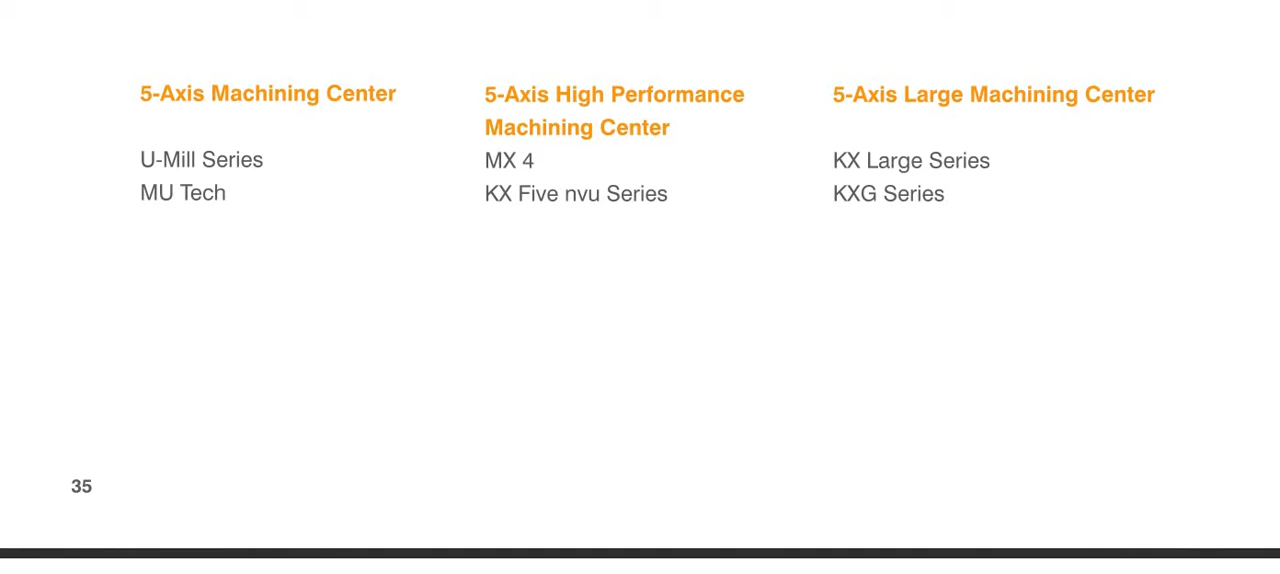 5-Axis Machining Center
U-Mill Series
MU Tech
5-Axis High Performance
Machining Center
MX 4
KX Five nvu Series
5-Axis Large Machining Center
KX Large Series
KXG Series
35